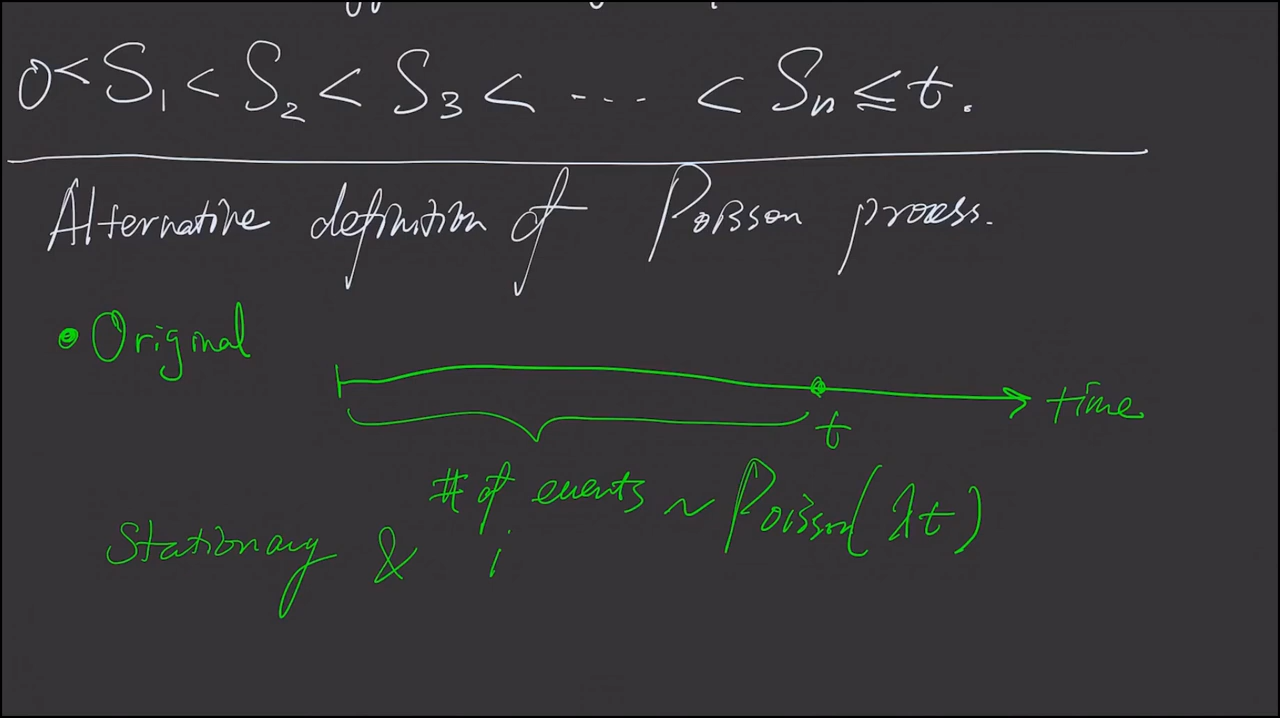 0 < S₁ < S₂ < S₃ < ... < Sₙ ≤ t.
Alternative definition of Poisson process.
• Original
time
t
# of events ~ Poisson(λt)
Stationary & i